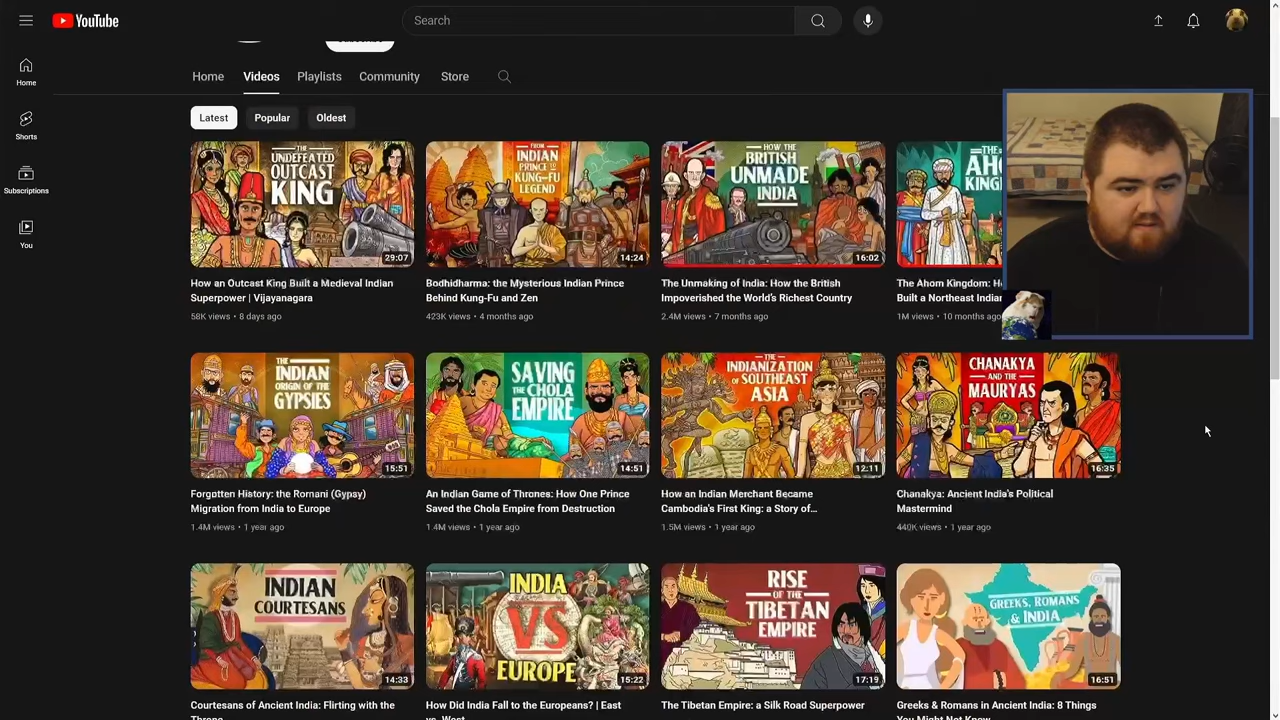 YouTube
Search
Home
Shorts
Subscriptions
You
Home Videos Playlists Community Store
Latest Popular Oldest
THE
UNDEFEATED
OUTCAST
KING
29:07
How an Outcast King Built a Medieval Indian
Superpower | Vijayanagara
58K views • 8 days ago
FROM
INDIAN
PRINCE TO
KUNG-FU
LEGEND
14:24
Bodhidharma: the Mysterious Indian Prince
Behind Kung-Fu and Zen
423K views • 4 months ago
HOW THE
BRITISH
UNMADE
INDIA
16:02
The Unmaking of India: How the British
Impoverished the World's Richest Country
2.4M views • 7 months ago
THE
The Ahom Kingdom:
Built a Northeast Indian
1M views • 10 months ago
THE
INDIAN
ORIGIN OF THE
GYPSIES
15:51
Forgotten History: the Romani (Gypsy)
Migration from India to Europe
1.4M views • 1 year ago
SAVING
THE CHOLA
EMPIRE
14:51
An Indian Game of Thrones: How One Prince
Saved the Chola Empire from Destruction
1.4M views • 1 year ago
THE
INDIANIZATION
OF SOUTHEAST
ASIA
12:11
How an Indian Merchant Became
Cambodia's First King: a Story of...
1.5M views • 1 year ago
CHANAKYA
AND THE
MAURYAS
16:35
Chanakya: Ancient India's Political
Mastermind
440K views • 1 year ago
INDIAN
COURTESANS
14:33
Courtesans of Ancient India: Flirting with the
Throne
INDIA
VS
EUROPE
15:22
How Did India Fall to the Europeans? | East
vs. West
RISE
OF THE
TIBETAN
EMPIRE
17:19
The Tibetan Empire: a Silk Road Superpower
GREEKS, ROMANS
& INDIA
16:51
Greeks & Romans in Ancient India: 8 Things
You Might Not Know